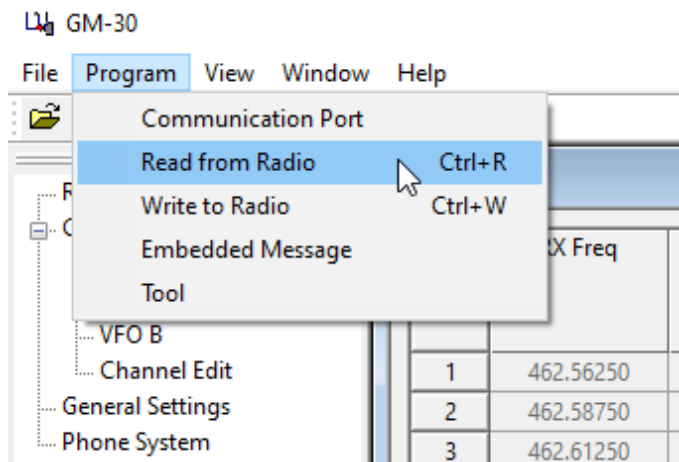 GM-30
File Program View Window Help
Communication Port
Read from Radio Ctrl+R
Write to Radio Ctrl+W
Embedded Message
Tool
RX Freq
VFO B
Channel Edit
General Settings
Phone System
1 462.56250
2 462.58750
3 462.61250